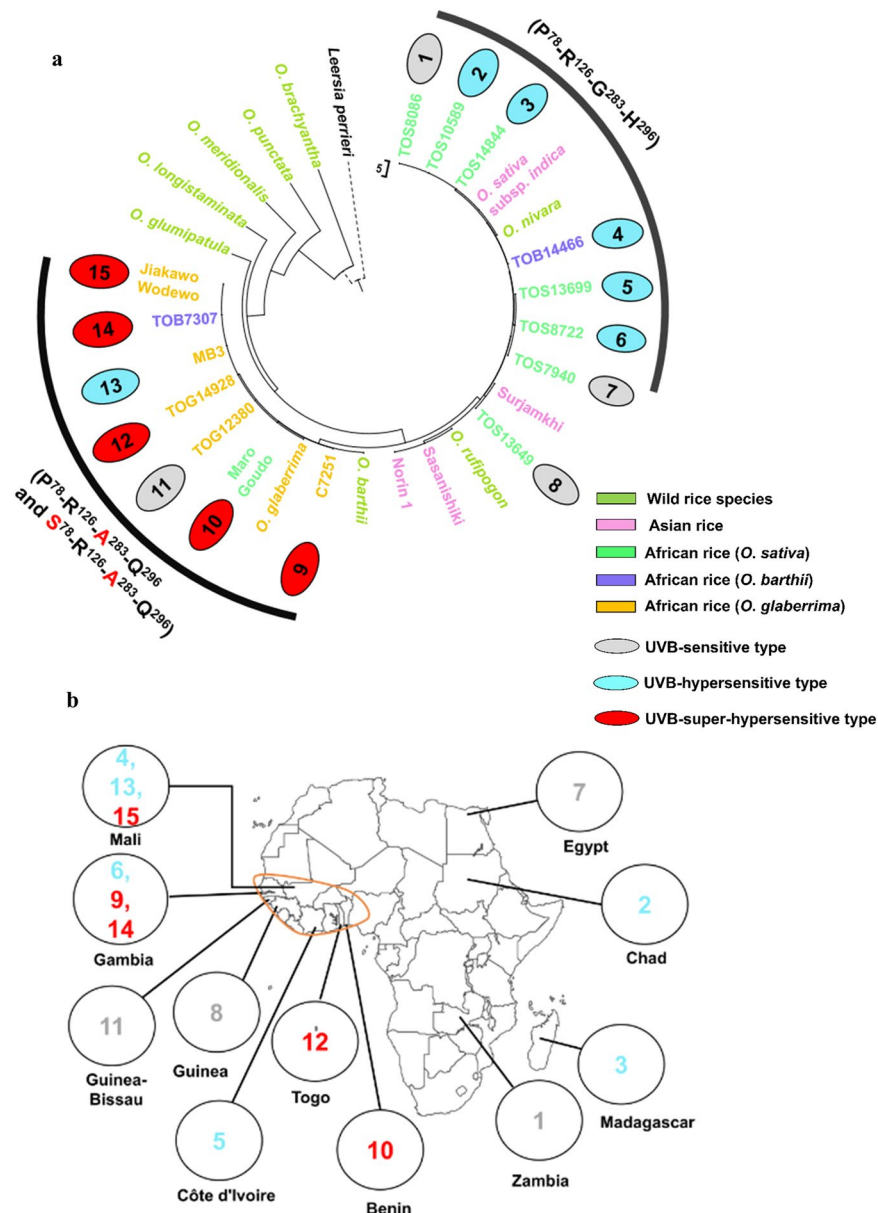 a
Leersia perrieri
O. brachyantha
O. punctata
O. meridionalis
O. longistaminata
O. glumipatula
(P78-R126-G283-H296)
1
2
3
4
5
6
7
8
9
10
11
12
13
14
15
5
TOS8086
TOS10589
TOS14844
O. sativa
subsp. indica
O. nivara
TOB14466
TOS13699
TOS8722
TOS7940
Surjamkhi
TOS13649
O. rufipogon
Sasanishiki
Norin 1
O. barthii
C7251
O. glaberrima
Maro
Goudo
TOG12380
TOG14928
MB3
TOB7307
Jiakawo
Wodewo
(P78-R126-A283-Q296
and S78-R126-A283-Q296)
Wild rice species
Asian rice
African rice (O. sativa)
African rice (O. barthii)
African rice (O. glaberrima)
UVB-sensitive type
UVB-hypersensitive type
UVB-super-hypersensitive type
b
4,
13,
15
Mali
6,
9,
14
Gambia
11
Guinea-
Bissau
8
Guinea
5
Côte d'Ivoire
12
Togo
10
Benin
7
Egypt
2
Chad
3
Madagascar
1
Zambia